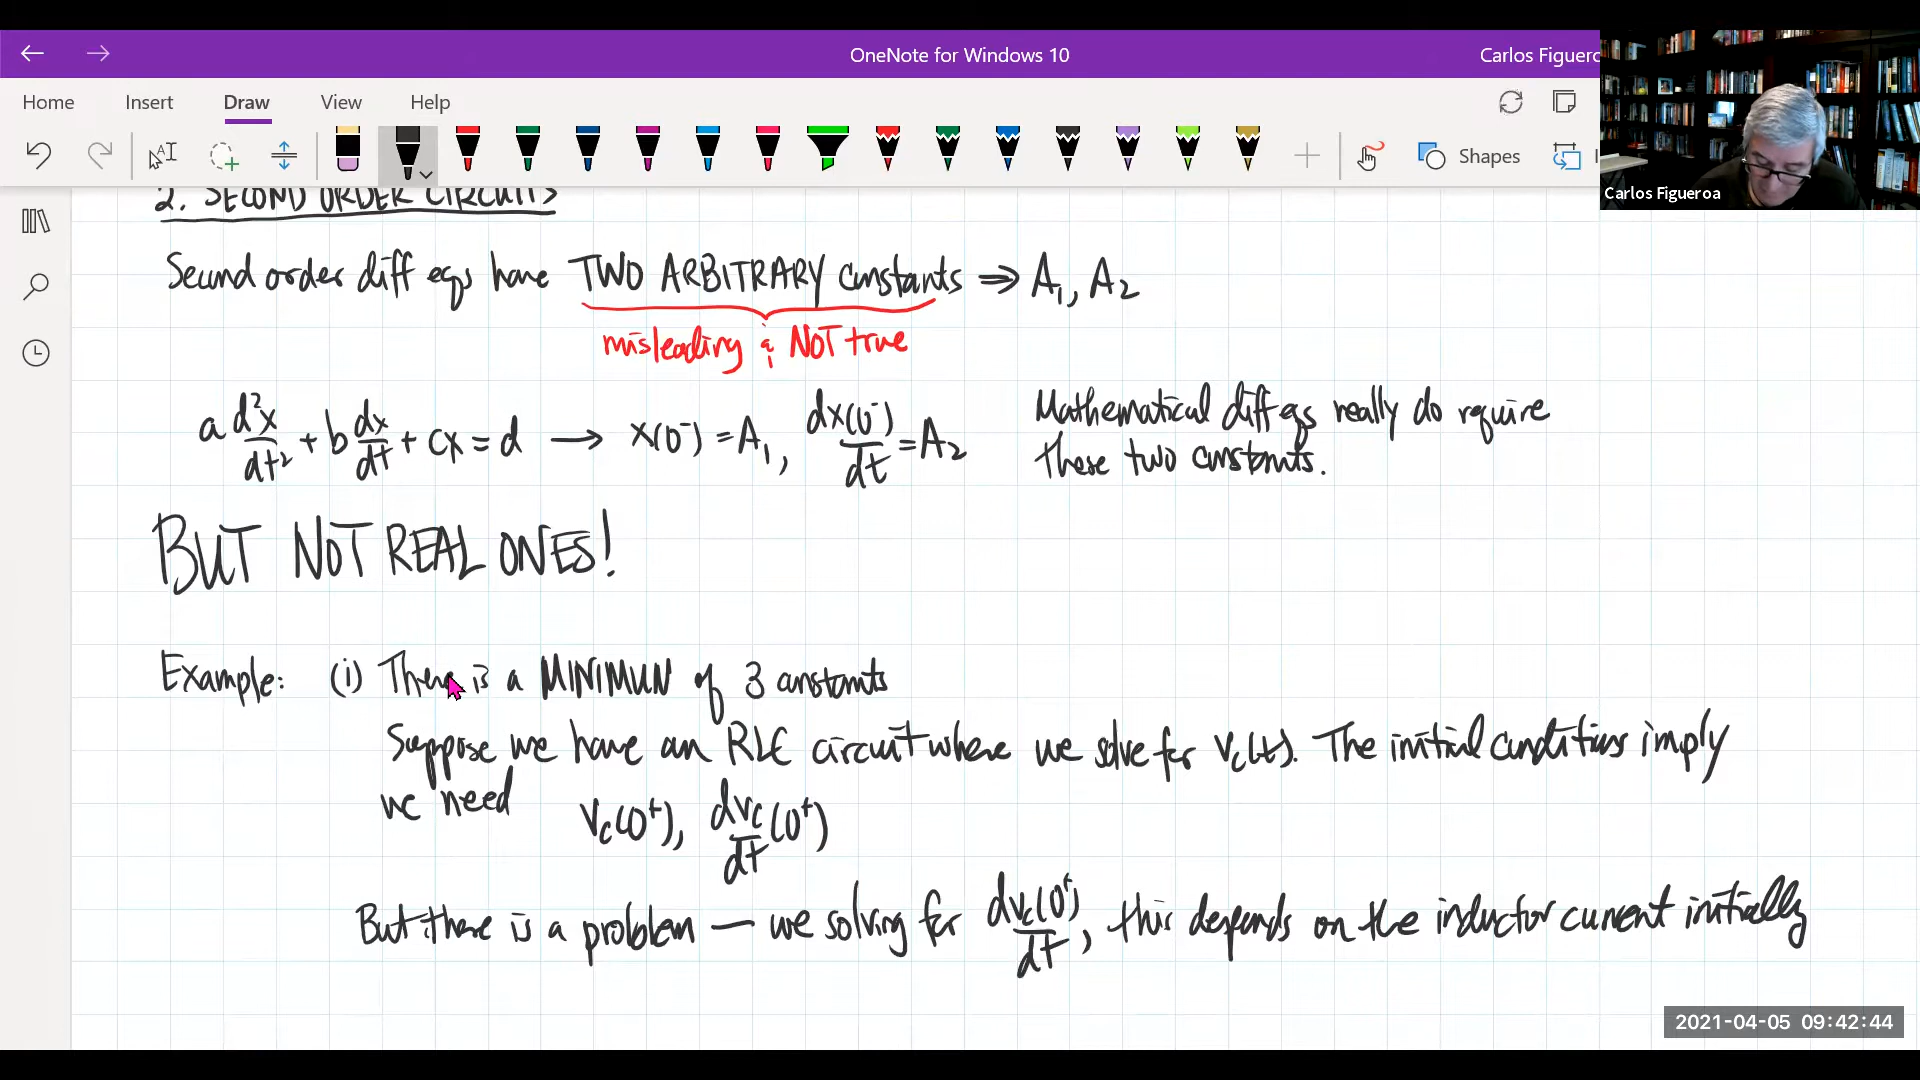 OneNote for Windows 10
Carlos Figuero
Home Insert Draw View Help
Shapes
Carlos Figueroa
2. SECOND ORDER CIRCUITS
Second order diff eqs have TWO ARBITRARY constants ⇒ A₁, A₂
misleading & NOT true
a d²x/dt² + b dx/dt + cx = d → x(0⁻) = A₁, dx(0⁻)/dt = A₂
Mathematical diff eqs really do require
these two constants.
BUT NOT REAL ONES!
Example: (i) There is a MINIMUN of 3 constants
Suppose we have an RLC circuit where we solve for Vc(t). The initial conditions imply
we need Vc(0⁺), dvc/dt (0⁺)
But there is a problem — we solving for dvc(0⁺)/dt, this depends on the inductor current initially
2021-04-05 09:42:44